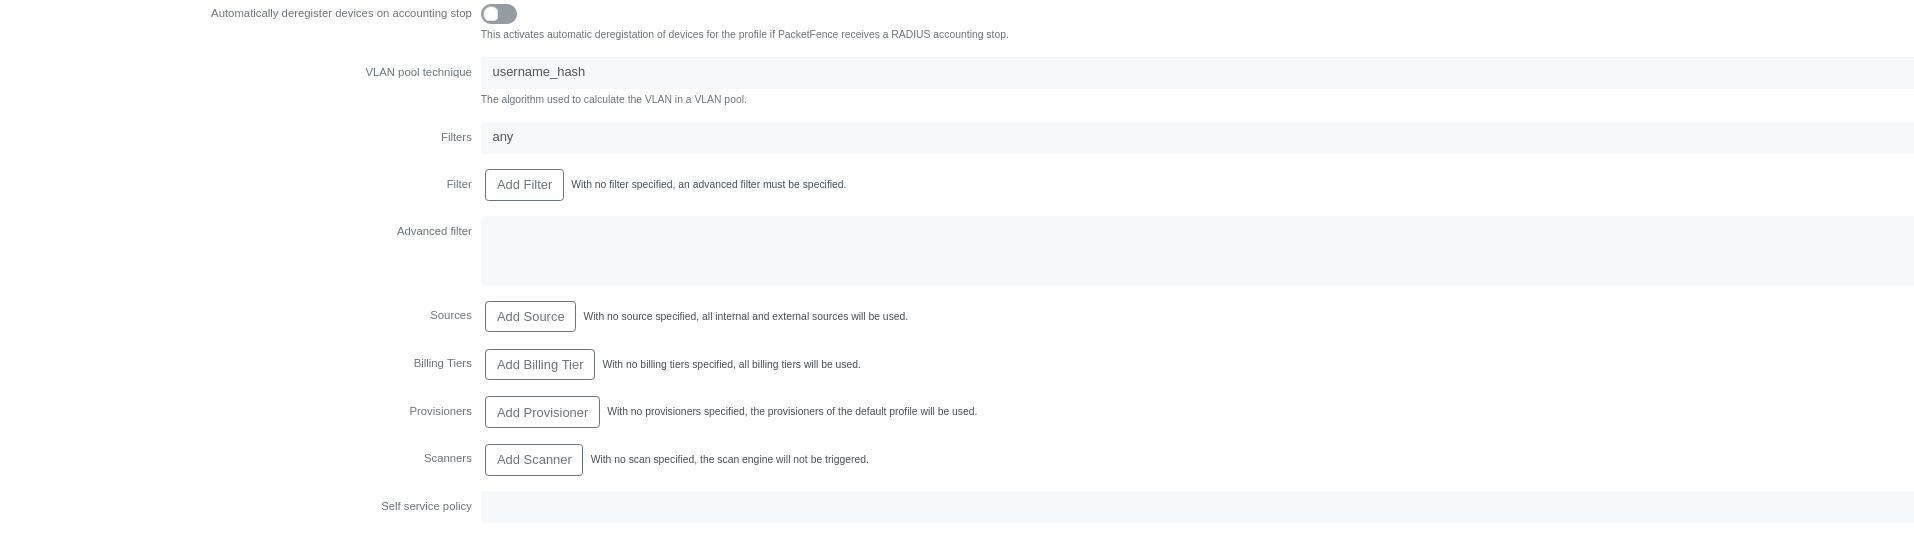 Automatically deregister devices on accounting stop
This activates automatic deregistation of devices for the profile if PacketFence receives a RADIUS accounting stop.
VLAN pool technique username_hash
The algorithm used to calculate the VLAN in a VLAN pool.
Filters any
Filter Add Filter With no filter specified, an advanced filter must be specified.
Advanced filter
Sources Add Source With no source specified, all internal and external sources will be used.
Billing Tiers Add Billing Tier With no billing tiers specified, all billing tiers will be used.
Provisioners Add Provisioner With no provisioners specified, the provisioners of the default profile will be used.
Scanners Add Scanner With no scan specified, the scan engine will not be triggered.
Self service policy